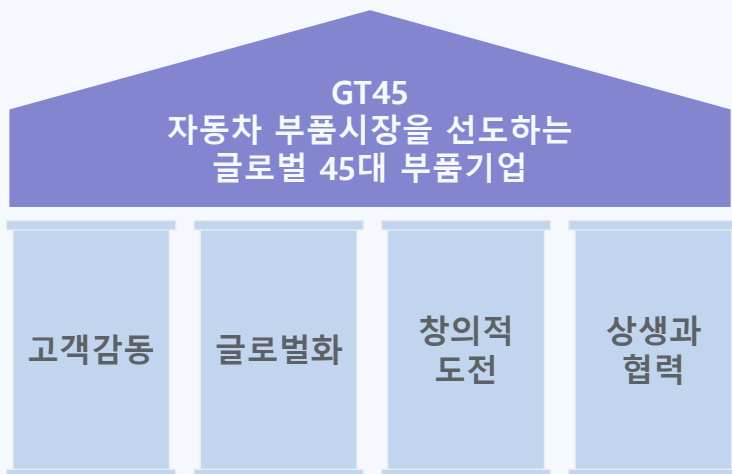 GT45
자동차 부품시장을 선도하는
글로벌 45대 부품기업
고객감동
글로벌화
창의적
도전
상생과
협력